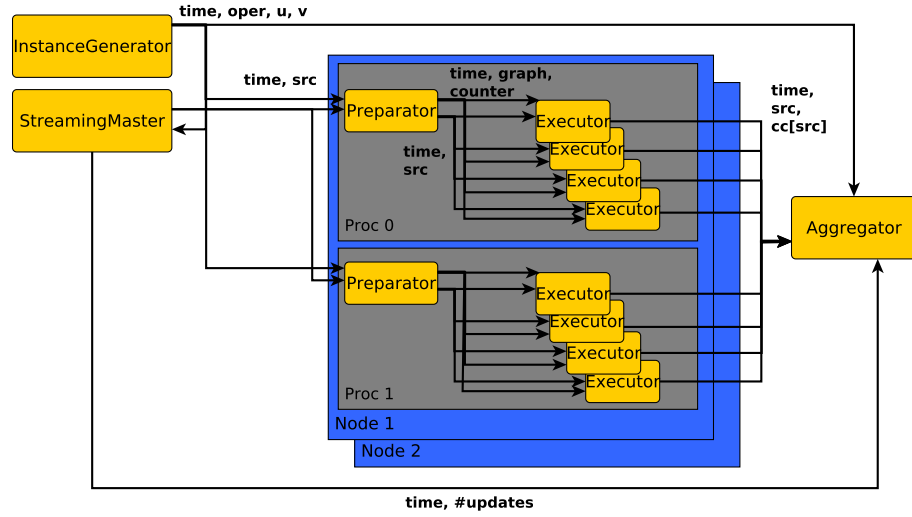 time, oper, u, v
InstanceGenerator
StreamingMaster
time, src
Preparator
time, graph,
counter
time,
src
Executor
Executor
Executor
Executor
Proc 0
time,
src,
cc[src]
Aggregator
Preparator
Executor
Executor
Executor
Executor
Proc 1
Node 1
Node 2
time, #updates